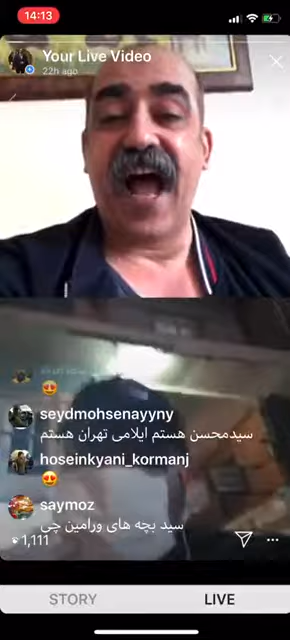 14:13
Your Live Video
22h ago
seydmohsenayyny
سیدمحسن هستم ایلامی تهران هستم
hoseinkyani_kormanj
saymoz
سید بچه های ورامین چی
1,111
STORY
LIVE